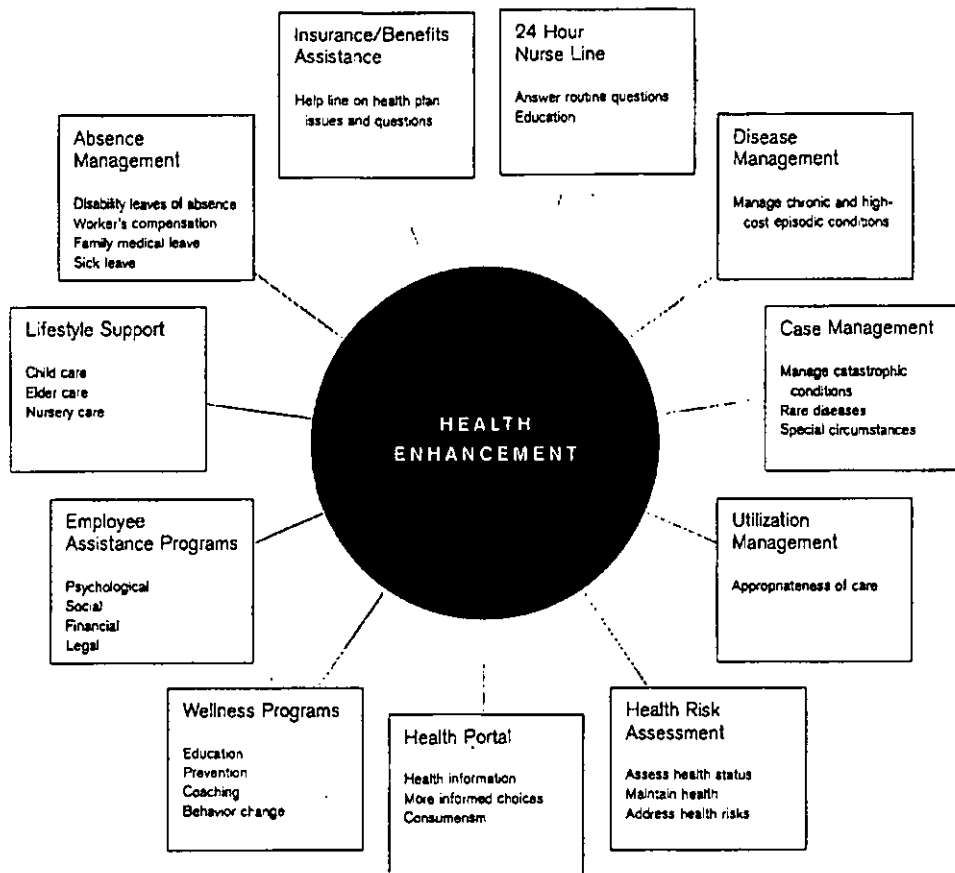 Insurance/Benefits
Assistance
Help line on health plan
issues and questions
24 Hour
Nurse Line
Answer routine questions
Education
Disease
Management
Manage chronic and high-
cost episodic conditions
Case Management
Manage catastrophic
conditions
Rare diseases
Special circumstances
Utilization
Management
Appropriateness of care
Health Risk
Assessment
Assess health status
Maintain health
Address health risks
Health Portal
Health information
More informed choices
Consumerism
Wellness Programs
Education
Prevention
Coaching
Behavior change
Employee
Assistance Programs
Psychological
Social
Financial
Legal
Lifestyle Support
Child care
Elder care
Nursery care
Absence
Management
Disability leaves of absence
Worker's compensation
Family medical leave
Sick leave
HEALTH
ENHANCEMENT